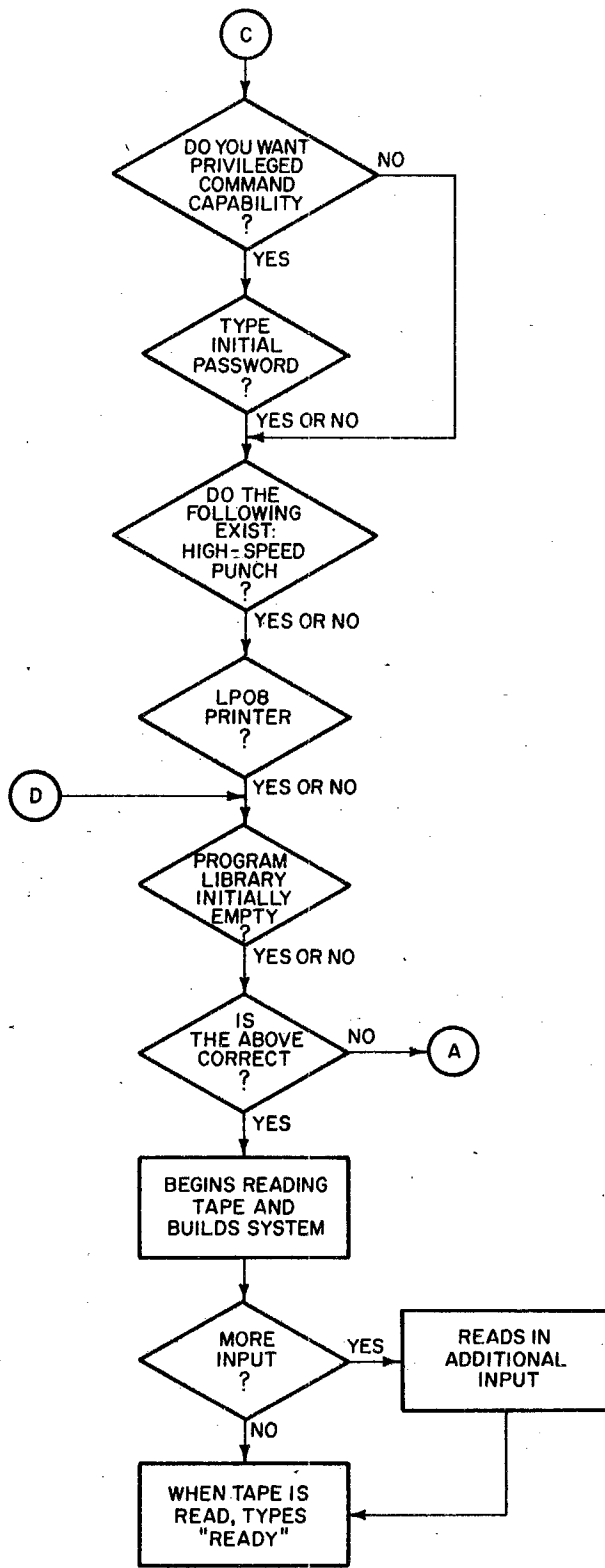 C
DO YOU WANT
PRIVILEGED
COMMAND
CAPABILITY
?
NO
YES
TYPE
INITIAL
PASSWORD
?
YES OR NO
DO THE
FOLLOWING
EXIST:
HIGH-SPEED
PUNCH
?
YES OR NO
LP08
PRINTER
?
YES OR NO
D
PROGRAM
LIBRARY
INITIALLY
EMPTY
?
YES OR NO
IS
THE ABOVE
CORRECT
?
NO
A
YES
BEGINS READING
TAPE AND
BUILDS SYSTEM
MORE
INPUT
?
YES
READS IN
ADDITIONAL
INPUT
NO
WHEN TAPE IS
READ, TYPES
"READY"